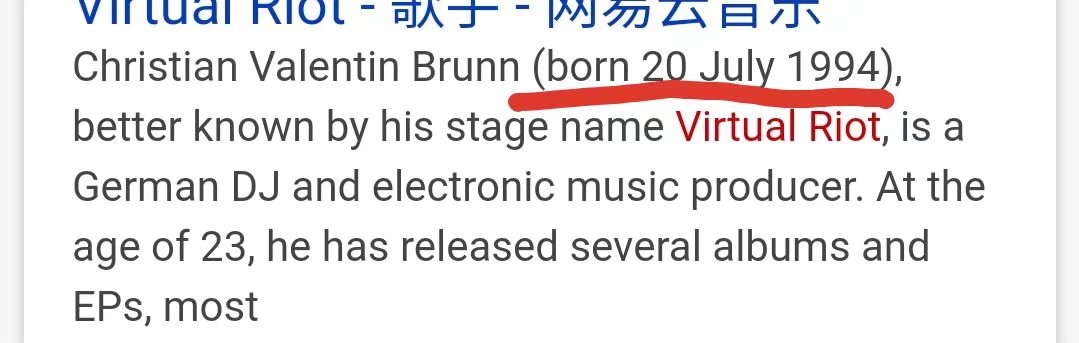 Virtual Riot - 歌手 - 网易云音乐
Christian Valentin Brunn (born 20 July 1994),
better known by his stage name Virtual Riot, is a
German DJ and electronic music producer. At the
age of 23, he has released several albums and
EPs, most